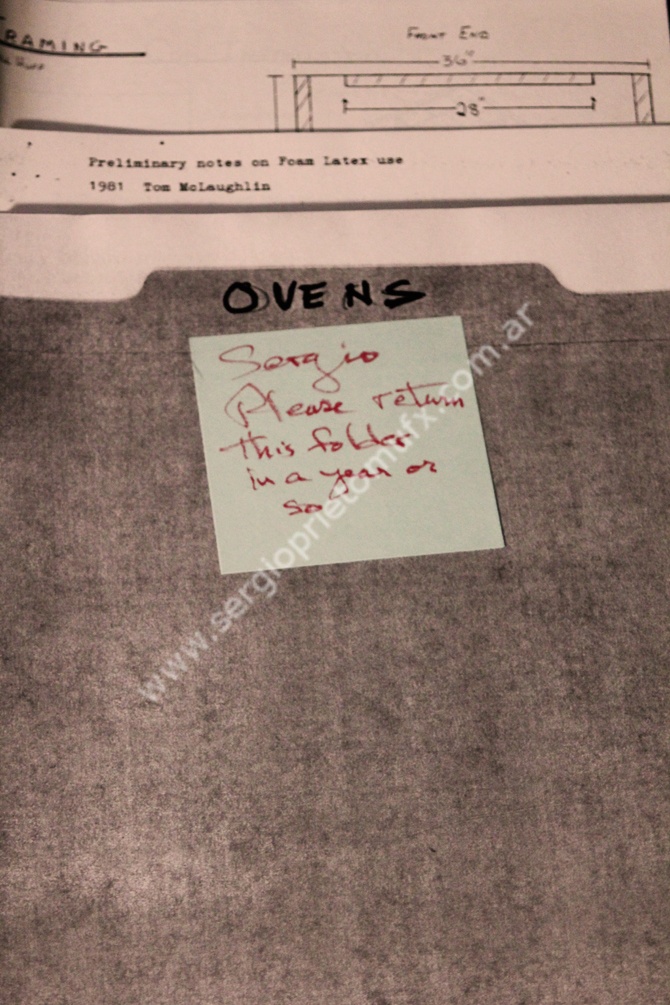 RAMING
FRONT END
36"
28"
Preliminary notes on Foam Latex use
1981 Tom McLaughlin
OVENS
Sergio
Please return
this folder
in a year or
so
www.sergioprietomufx.com.ar